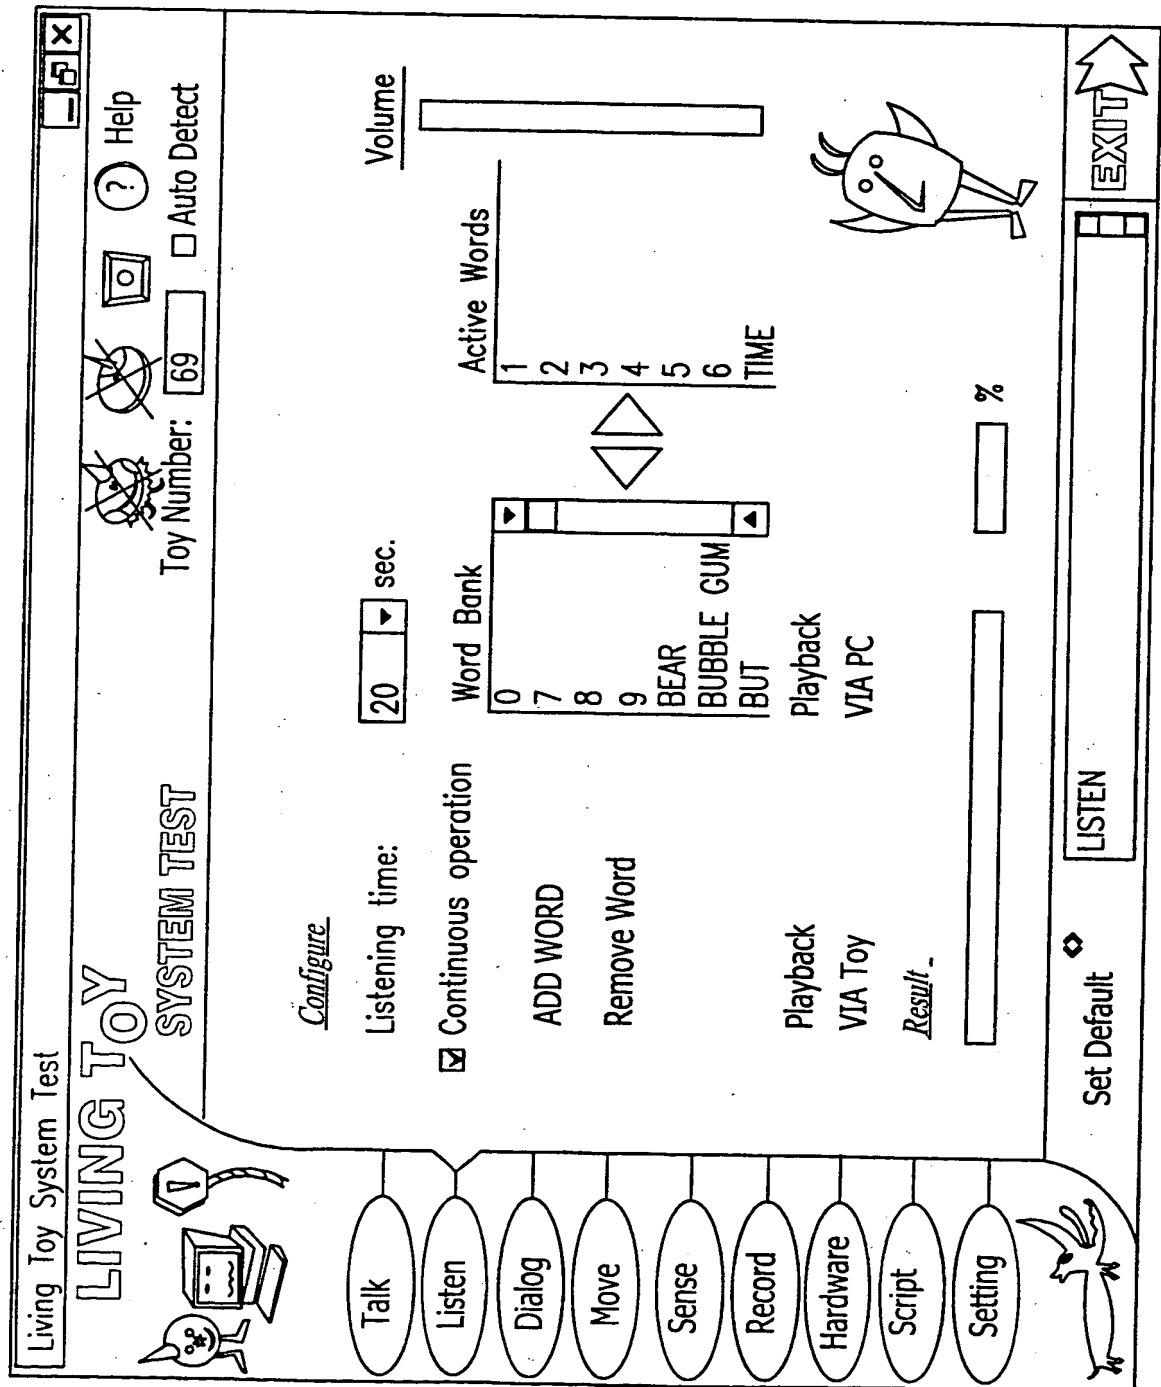 Living Toy System Test
LIVING TOY
SYSTEM TEST
? Help
Toy Number: 69
Auto Detect
Talk
Listen
Dialog
Move
Sense
Record
Hardware
Script
Setting
Configure
Listening time: 20 sec.
Continuous operation
ADD WORD
Remove Word
Word Bank
0
7
8
9
BEAR
BUBBLE GUM
BUT
Active Words
1
2
3
4
5
6
TIME
Volume
Playback
VIA Toy
Playback
VIA PC
Result
%
Set Default
LISTEN
EXIT